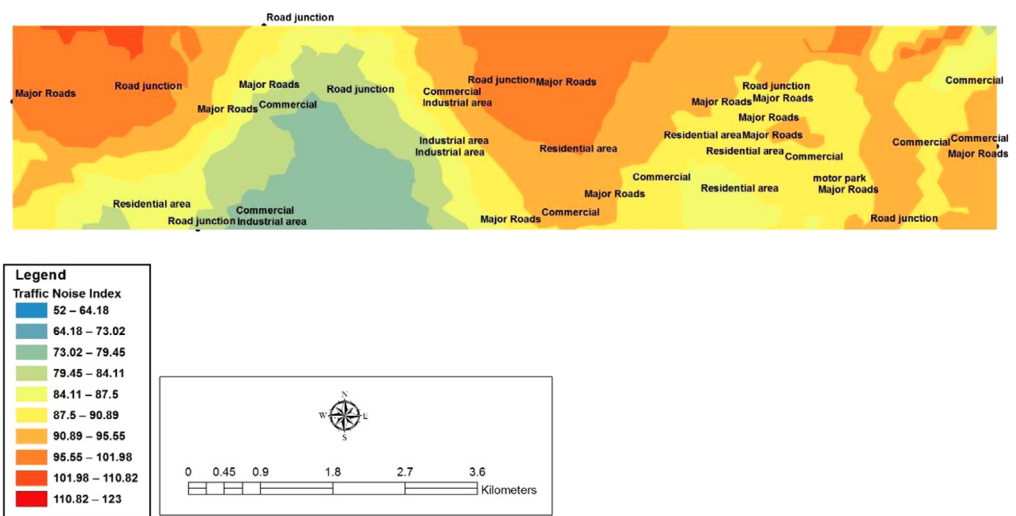 Road junction
Major Roads
Road junction
Major Roads
Road junction
Major Roads
Commercial
Commercial
Industrial area
Road junction
Major Roads
Road junction
Major Roads
Major Roads
Commercial
Major Roads
Industrial area
Industrial area
Residential area
Residential area
Major Roads
Residential area
Commercial
Commercial
Commercial
Major Roads
Commercial
Residential area
motor park
Major Roads
Major Roads
Residential area
Road junction
Commercial
Industrial area
Major Roads
Commercial
Road junction
Legend
Traffic Noise Index
52 – 64.18
64.18 – 73.02
73.02 – 79.45
79.45 – 84.11
84.11 – 87.5
87.5 – 90.89
90.89 – 95.55
95.55 – 101.98
101.98 – 110.82
110.82 – 123
N
W E
S
0 0.45 0.9 1.8 2.7 3.6
Kilometers